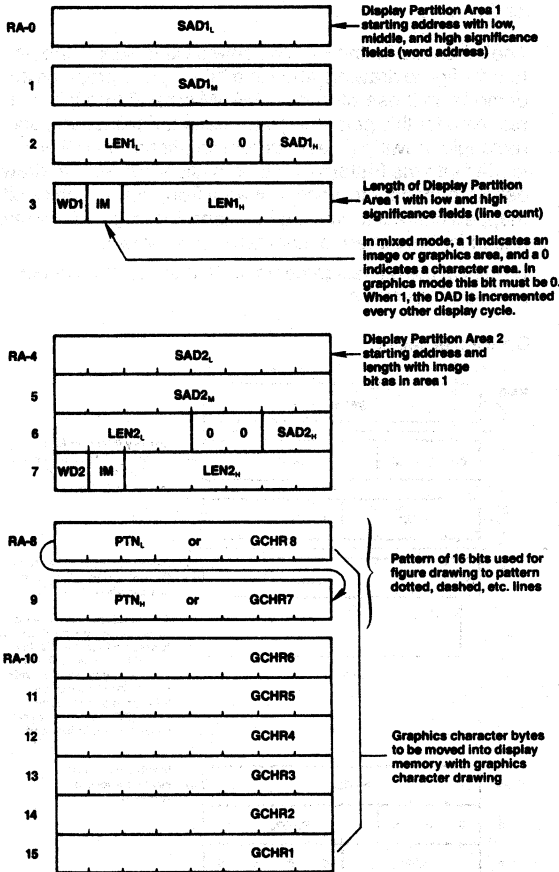 RA-0 SAD1L
Display Partition Area 1
starting address with low,
middle, and high significance
fields (word address)
1 SAD1M
2 LEN1L 0 0 SAD1H
3 WD1 IM LEN1H
Length of Display Partition
Area 1 with low and high
significance fields (line count)
In mixed mode, a 1 indicates an
image or graphics area, and a 0
indicates a character area. In
graphics mode this bit must be 0.
When 1, the DAD is incremented
every other display cycle.
RA-4 SAD2L
Display Partition Area 2
starting address and
length with image
bit as in area 1
5 SAD2M
6 LEN2L 0 0 SAD2H
7 WD2 IM LEN2H
RA-8 PTNL or GCHR8
9 PTNH or GCHR7
Pattern of 16 bits used for
figure drawing to pattern
dotted, dashed, etc. lines
RA-10 GCHR6
11 GCHR5
12 GCHR4
13 GCHR3
14 GCHR2
15 GCHR1
Graphics character bytes
to be moved into display
memory with graphics
character drawing